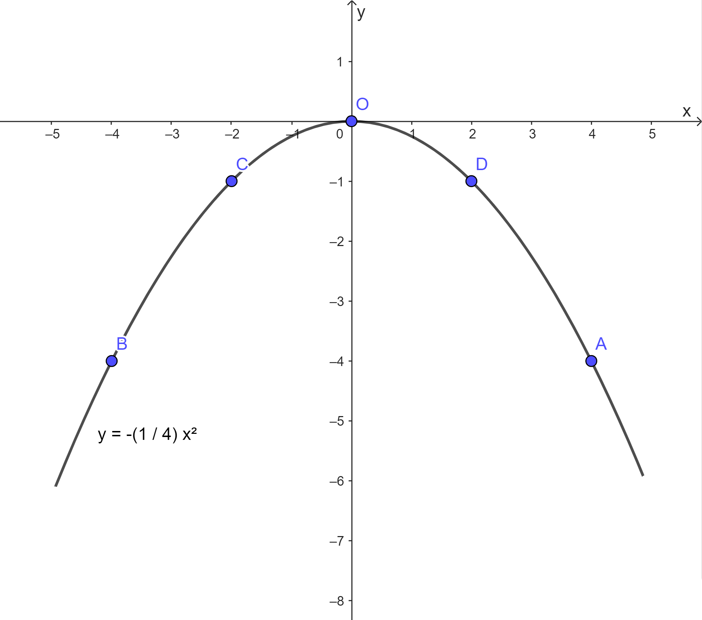 y
1
O
x
–5 –4 –3 –2 –1 0 1 2 3 4 5
C
D
–1
–2
–3
B
A
–4
–5
y = -(1 / 4) x²
–6
–7
–8